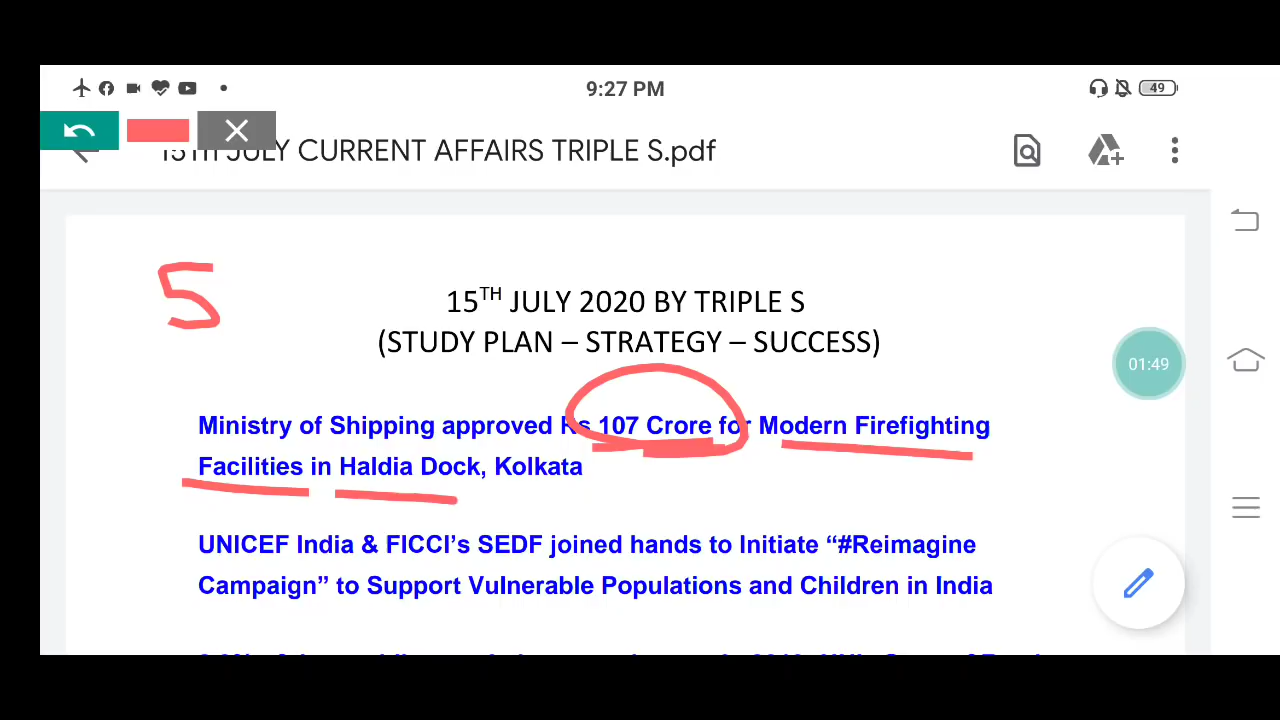 9:27 PM
49
15TH JULY CURRENT AFFAIRS TRIPLE S.pdf
5
15TH JULY 2020 BY TRIPLE S
(STUDY PLAN – STRATEGY – SUCCESS)
01:49
Ministry of Shipping approved Rs 107 Crore for Modern Firefighting
Facilities in Haldia Dock, Kolkata
UNICEF India & FICCI's SEDF joined hands to Initiate “#Reimagine
Campaign” to Support Vulnerable Populations and Children in India